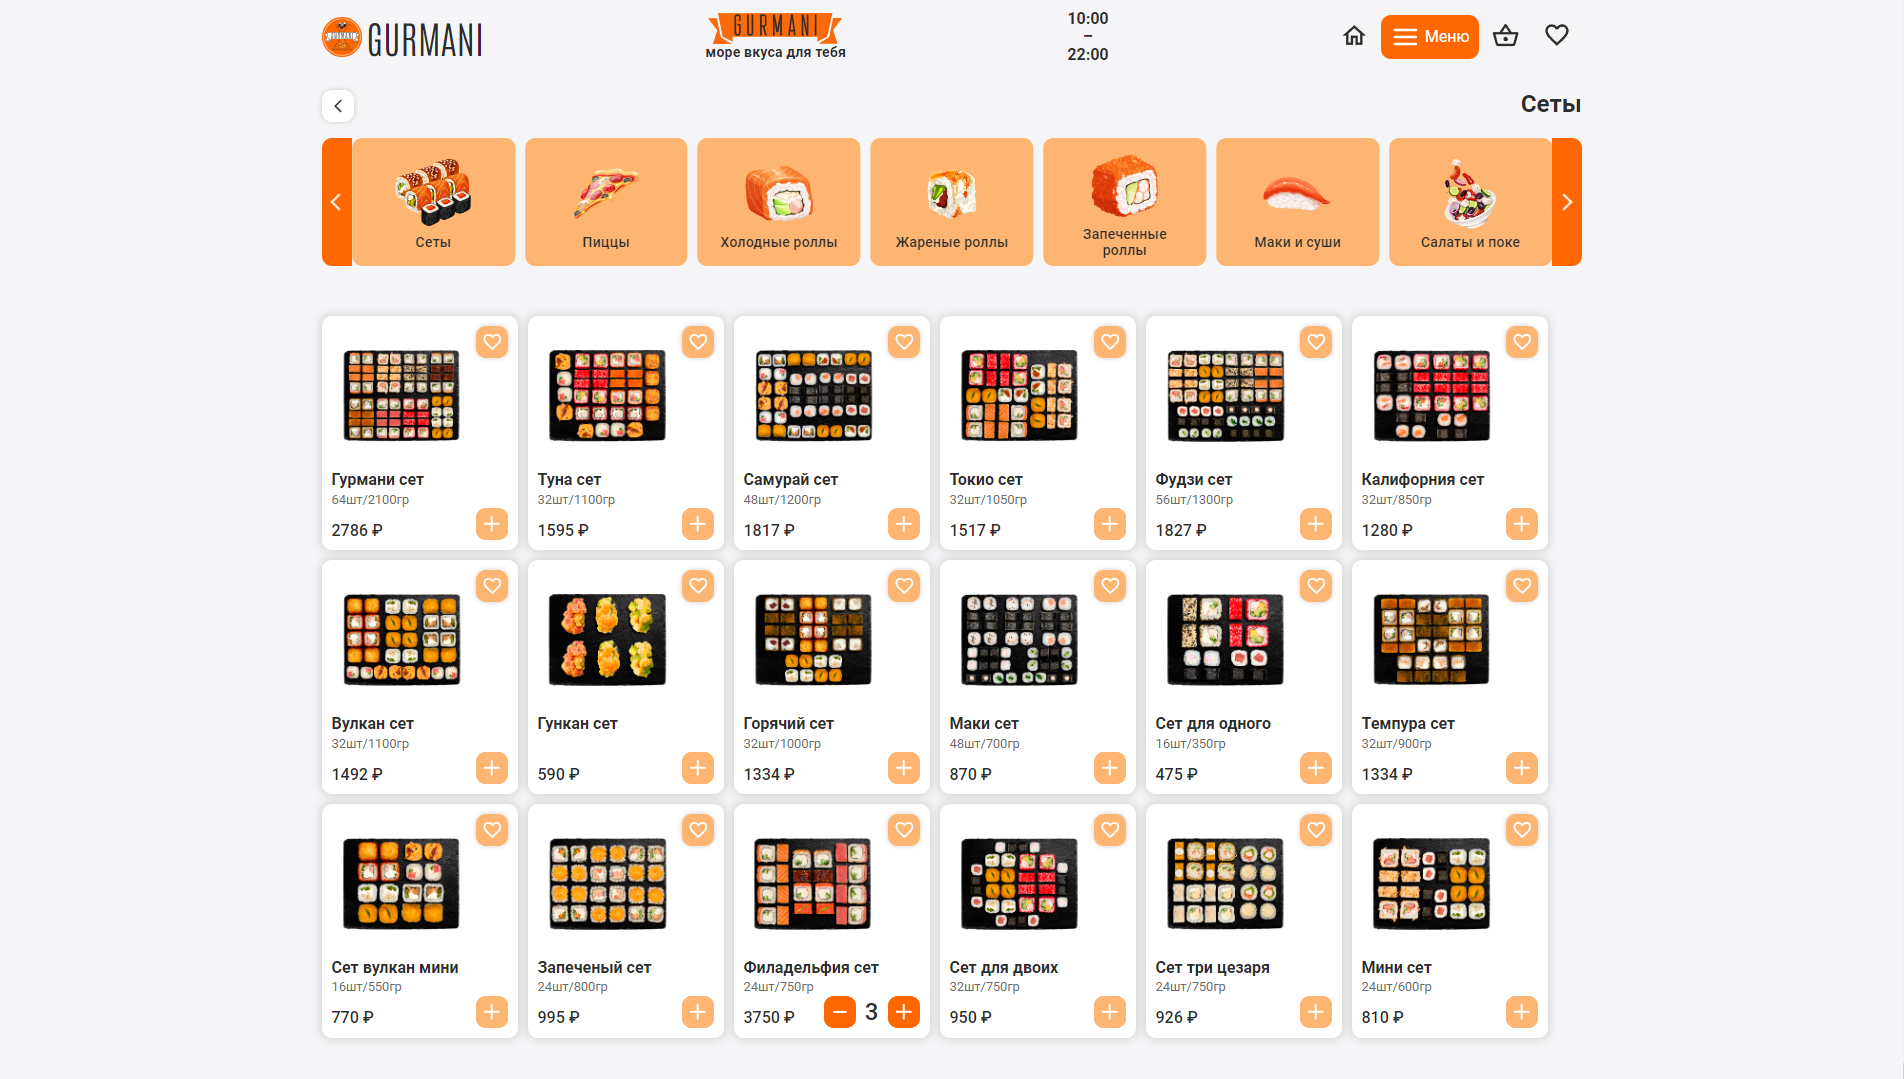 GURMANI
GURMANI
море вкуса для тебя
10:00
–
22:00
Меню
Сеты
Сеты
Пиццы
Холодные роллы
Жареные роллы
Запеченные
роллы
Маки и суши
Салаты и поке
Гурмани сет
64шт/2100гр
2786 ₽
Туна сет
32шт/1100гр
1595 ₽
Самурай сет
48шт/1200гр
1817 ₽
Токио сет
32шт/1050гр
1517 ₽
Фудзи сет
56шт/1300гр
1827 ₽
Калифорния сет
32шт/850гр
1280 ₽
Вулкан сет
32шт/1100гр
1492 ₽
Гункан сет
590 ₽
Горячий сет
32шт/1000гр
1334 ₽
Маки сет
48шт/700гр
870 ₽
Сет для одного
16шт/350гр
475 ₽
Темпура сет
32шт/900гр
1334 ₽
Сет вулкан мини
16шт/550гр
770 ₽
Запеченый сет
24шт/800гр
995 ₽
Филадельфия сет
24шт/750гр
3750 ₽
3
Сет для двоих
32шт/750гр
950 ₽
Сет три цезаря
24шт/750гр
926 ₽
Мини сет
24шт/600гр
810 ₽